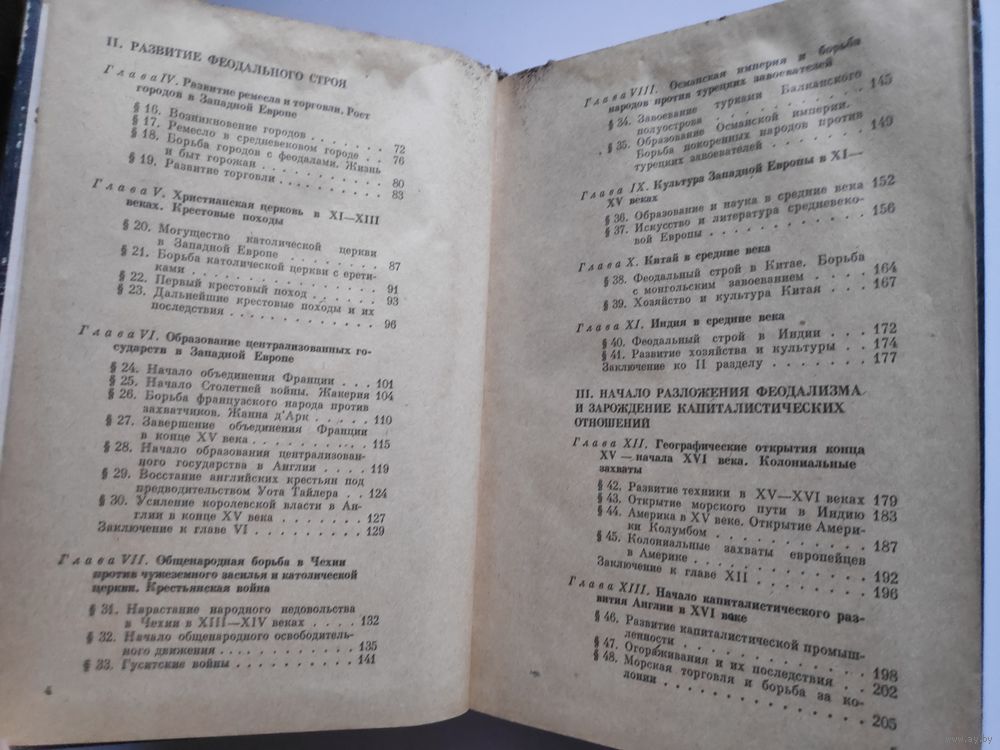 II. РАЗВИТИЕ ФЕОДАЛЬНОГО СТРОЯ
Глава IV. Развитие ремесла и торговли. Рост
городов в Западной Европе
§ 16. Возникновение городов . . . . . . 72
§ 17. Ремесло в средневековом городе . . 76
§ 18. Борьба городов с феодалами. Жизнь
и быт горожан . . . . . . . . . . 80
§ 19. Развитие торговли . . . . . . . . 83
Глава V. Христианская церковь в XI—XIII
веках. Крестовые походы
§ 20. Могущество католической церкви
в Западной Европе . . . . . . . . 87
§ 21. Борьба католической церкви с ерети-
ками . . . . . . . . . . . . . . 91
§ 22. Первый крестовый поход . . . . . . 93
§ 23. Дальнейшие крестовые походы и их
последствия . . . . . . . . . . . 96
Глава VI. Образование централизованных го-
сударств в Западной Европе
§ 24. Начало объединения Франции . . . 101
§ 25. Начало Столетней войны. Жакерия 104
§ 26. Борьба французского народа против
захватчиков. Жанна д'Арк . . . . . 110
§ 27. Завершение объединения Франции
в конце XV века . . . . . . . . . 115
§ 28. Начало образования централизован-
ного государства в Англии . . . . 119
§ 29. Восстание английских крестьян под
предводительством Уота Тайлера . . 124
§ 30. Усиление королевской власти в Ан-
глии в конце XV века . . . . . . . 127
Заключение к главе VI . . . . . . . . . 129
Глава VII. Общенародная борьба в Чехии
против чужеземного засилья и католической
церкви. Крестьянская война
§ 31. Нарастание народного недовольства
в Чехии в XIII—XIV веках . . . . 132
§ 32. Начало общенародного освободитель-
ного движения . . . . . . . . . . 135
§ 33. Гуситские войны . . . . . . . . . 141
4
Глава VIII. Османская империя и борьба
народов против турецких завоевателей
§ 34. Завоевание турками Балканского
полуострова . . . . . . . . . . . 145
§ 35. Образование Османской империи.
Борьба покоренных народов против
турецких завоевателей . . . . . . 149
Глава IX. Культура Западной Европы в XI—
XV веках
§ 36. Образование и наука в средние века 152
§ 37. Искусство и литература средневеко-
вой Европы . . . . . . . . . . . 156
Глава X. Китай в средние века
§ 38. Феодальный строй в Китае. Борьба
с монгольским завоеванием . . . . 164
§ 39. Хозяйство и культура Китая . . . 167
Глава XI. Индия в средние века
§ 40. Феодальный строй в Индии . . . . 172
§ 41. Развитие хозяйства и культуры . . 174
Заключение ко II разделу . . . . . . . 177
III. НАЧАЛО РАЗЛОЖЕНИЯ ФЕОДАЛИЗМА
И ЗАРОЖДЕНИЕ КАПИТАЛИСТИЧЕСКИХ
ОТНОШЕНИЙ
Глава XII. Географические открытия конца
XV — начала XVI века. Колониальные
захваты
§ 42. Развитие техники в XV—XVI веках 179
§ 43. Открытие морского пути в Индию 183
§ 44. Америка в XV веке. Открытие Амери-
ки Колумбом . . . . . . . . . . . 187
§ 45. Колониальные захваты европейцев
в Америке . . . . . . . . . . . . 192
Заключение к главе XII . . . . . . . . 196
Глава XIII. Начало капиталистического раз-
вития Англии в XVI веке
§ 46. Развитие капиталистической промыш-
ленности . . . . . . . . . . . . 198
§ 47. Огораживания и их последствия . . 202
§ 48. Морская торговля и борьба за ко-
лонии . . . . . . . . . . . . . . 205
www.ay.by